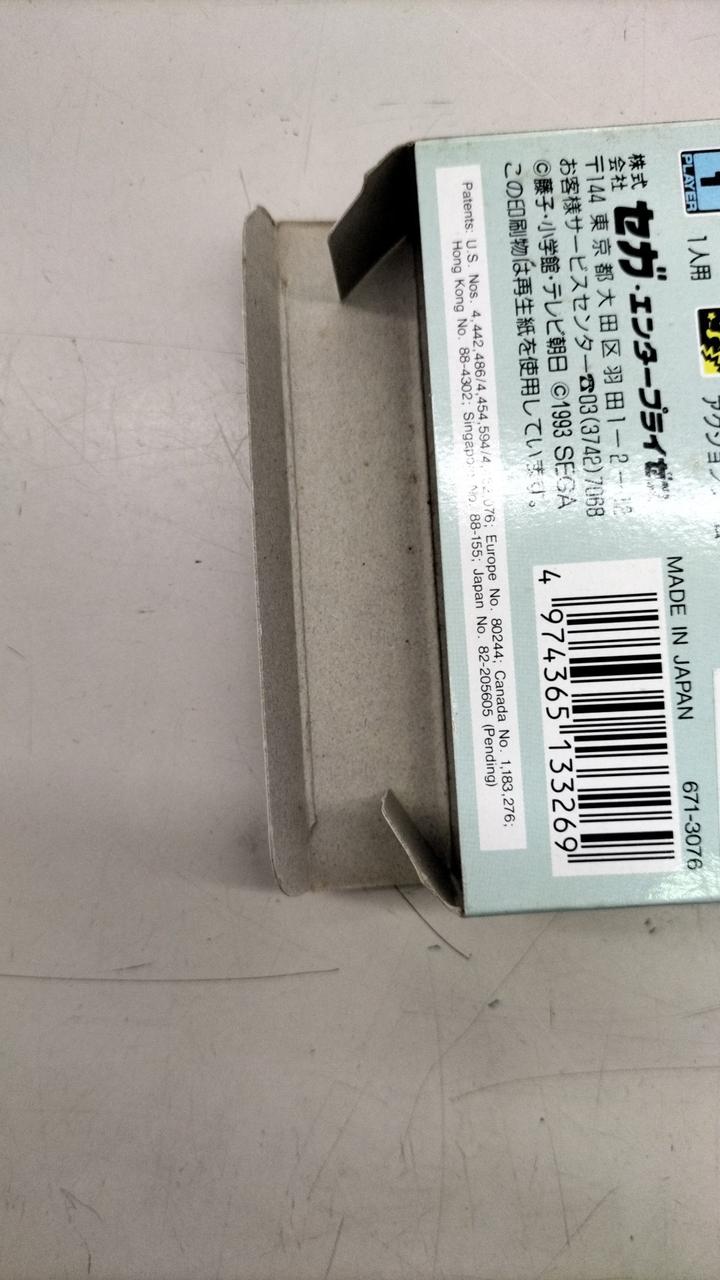 1
PLAYER
1人用
株式会社 セガ・エンタープライゼス
〒144 東京都大田区羽田1-2-12
お客様サービスセンター☎03(3742)7068
©藤子・小学館・テレビ朝日 ©1993 SEGA
この印刷物は再生紙を使用しています。
Patents: U.S. Nos. 4,442,486/4,454,594/4, 076; Europe No. 80244; Canada No. 1,183,276;
Hong Kong No. 88-4302; Singapore No. 88-155; Japan No. 82-205605 (Pending)
MADE IN JAPAN 671-3076
4 974365 133269